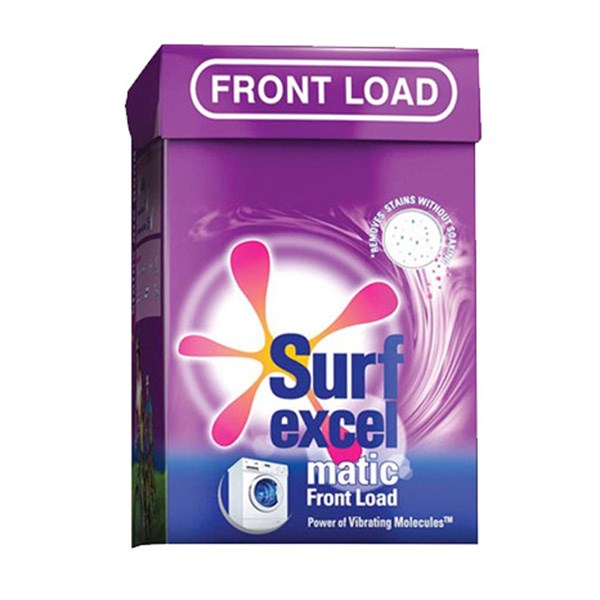 FRONT LOAD
*REMOVES STAINS WITHOUT SOAKING
Surf
excel
matic
Front Load
Power of Vibrating Molecules™